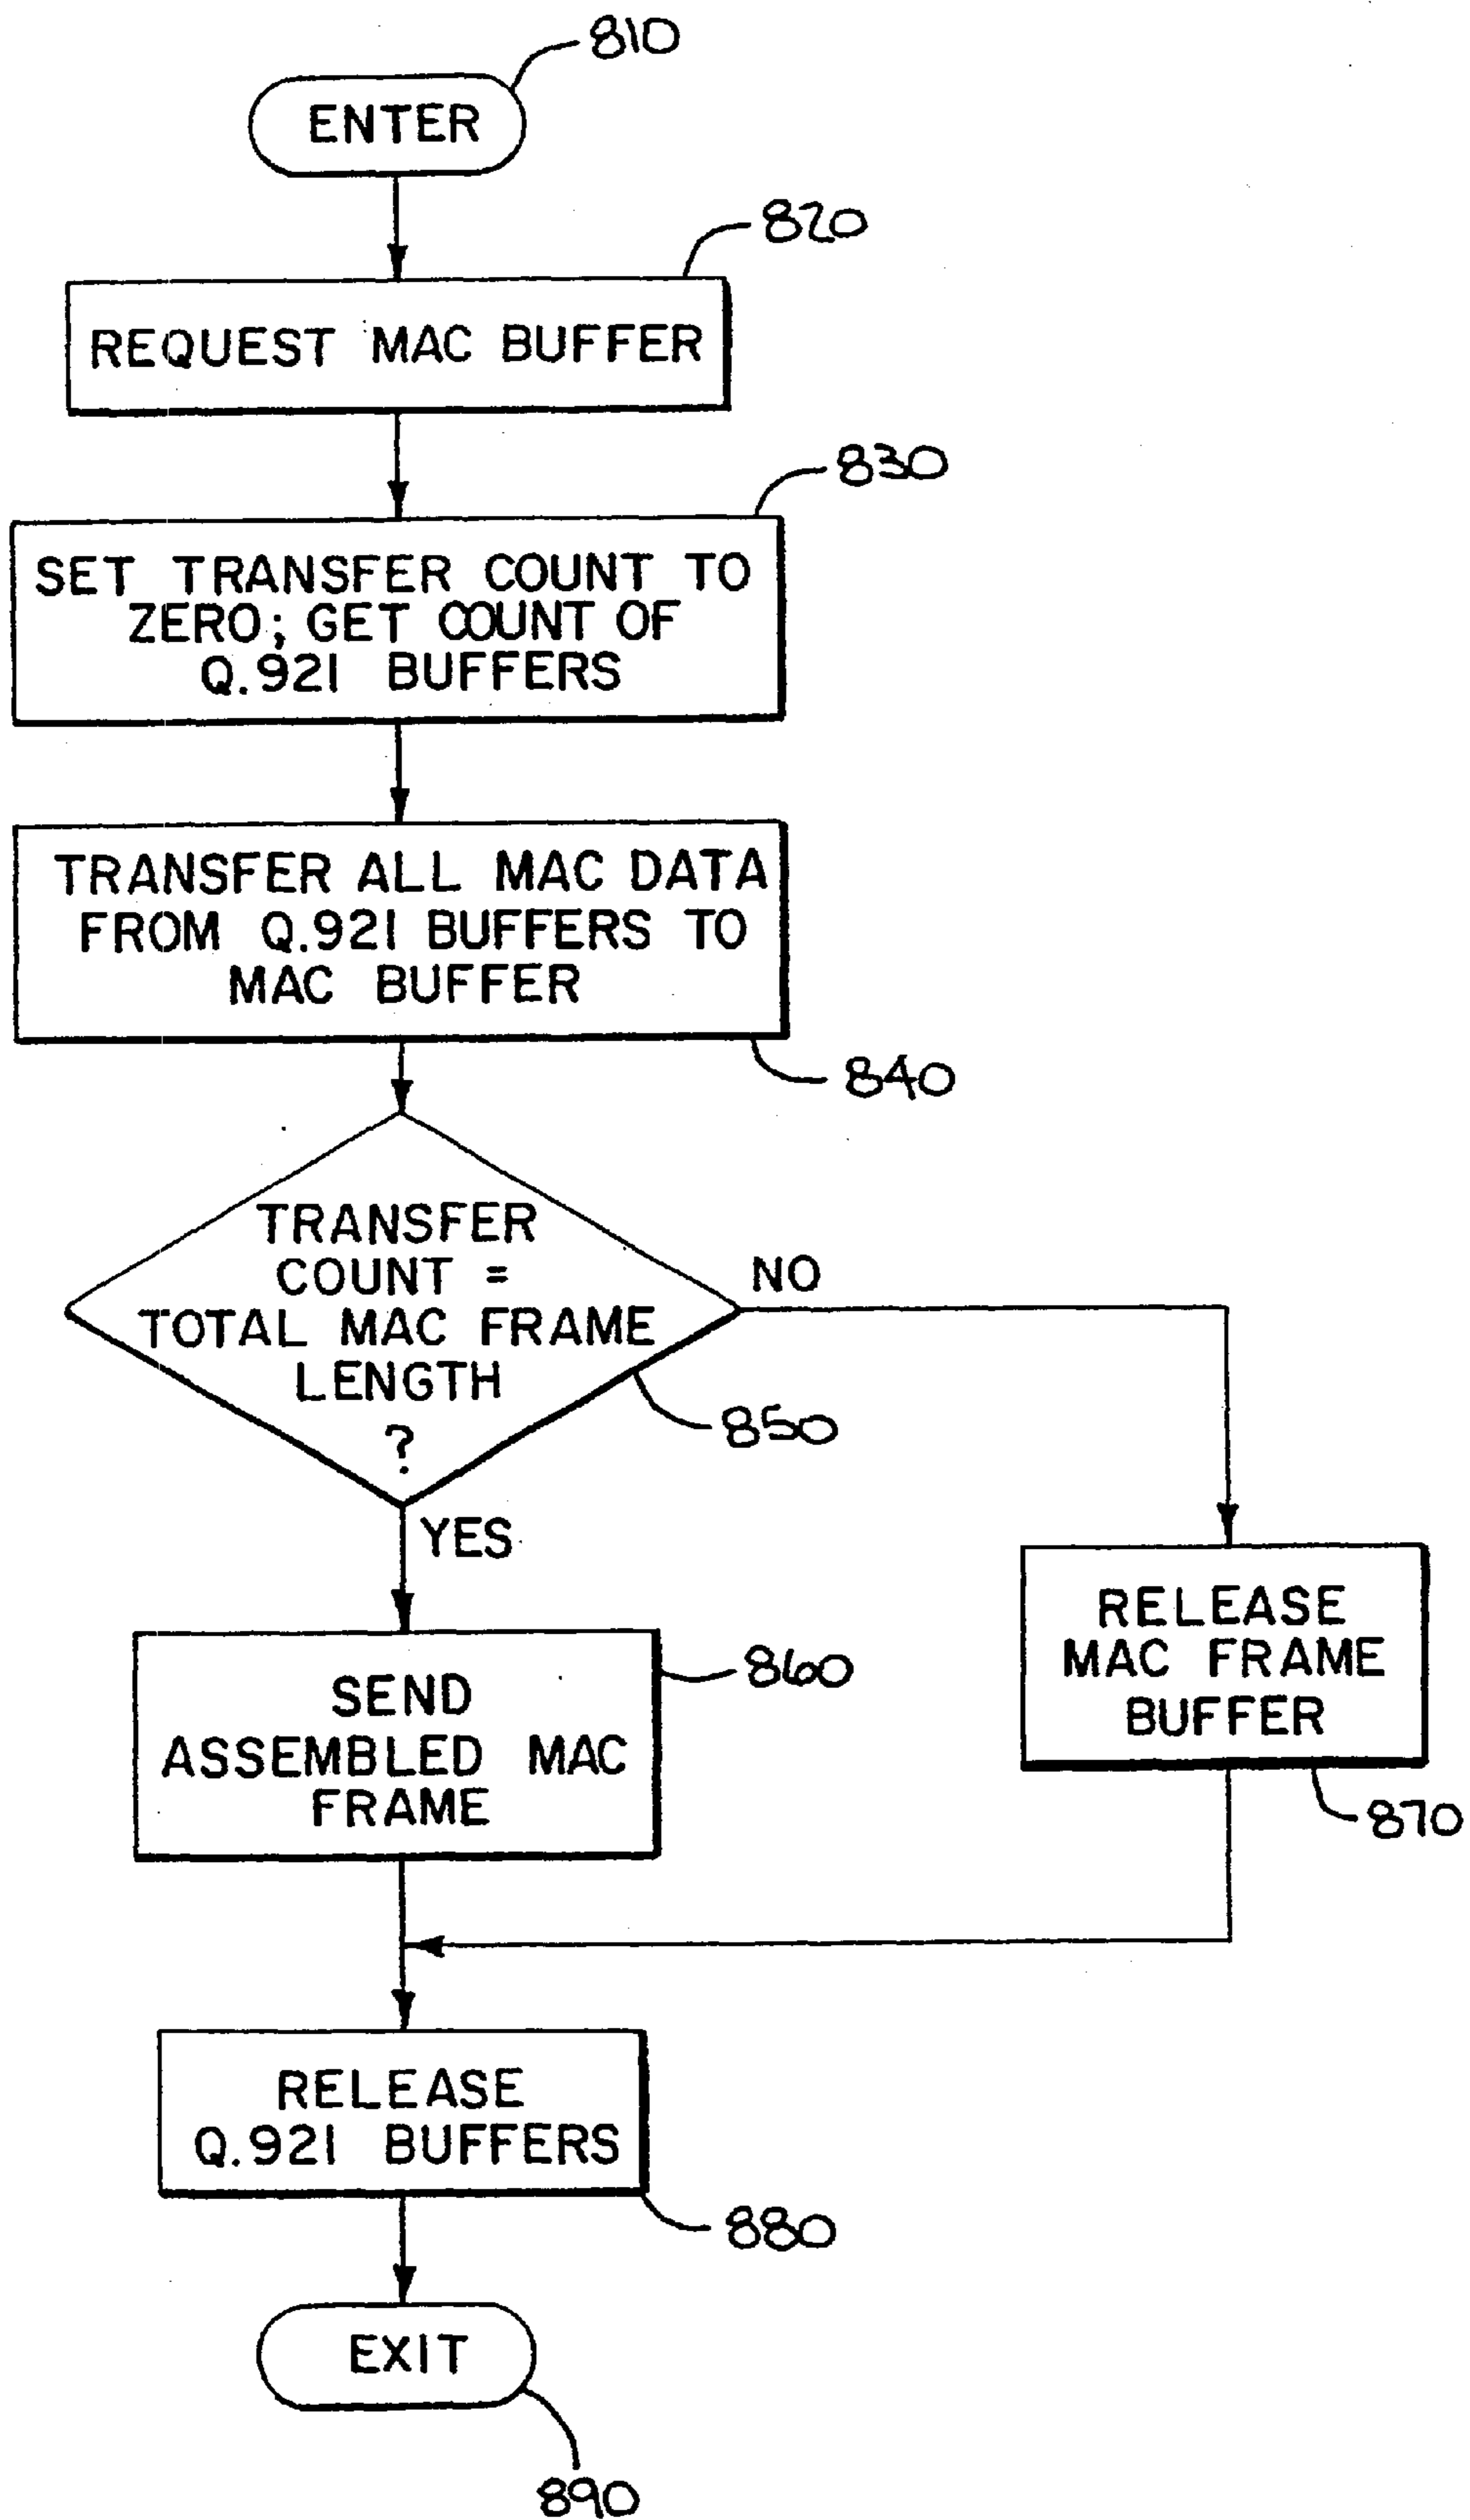 810
ENTER
820
REQUEST MAC BUFFER
830
SET TRANSFER COUNT TO
ZERO; GET COUNT OF
Q.921 BUFFERS
TRANSFER ALL MAC DATA
FROM Q.921 BUFFERS TO
MAC BUFFER
840
TRANSFER
COUNT =
TOTAL MAC FRAME
LENGTH
?
NO
850
YES
SEND
ASSEMBLED MAC
FRAME
860
RELEASE
MAC FRAME
BUFFER
870
RELEASE
Q.921 BUFFERS
880
EXIT
890